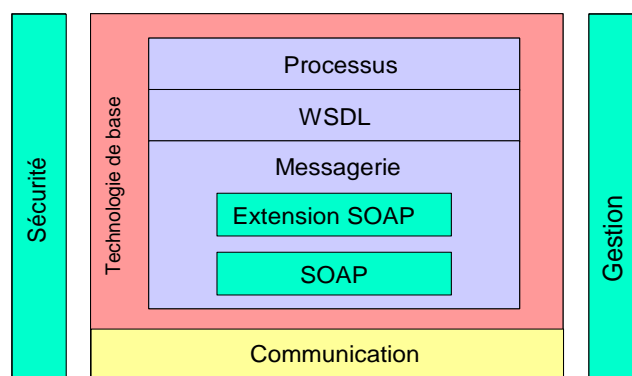 Sécurité
Technologie de base
Processus
WSDL
Messagerie
Extension SOAP
SOAP
Communication
Gestion